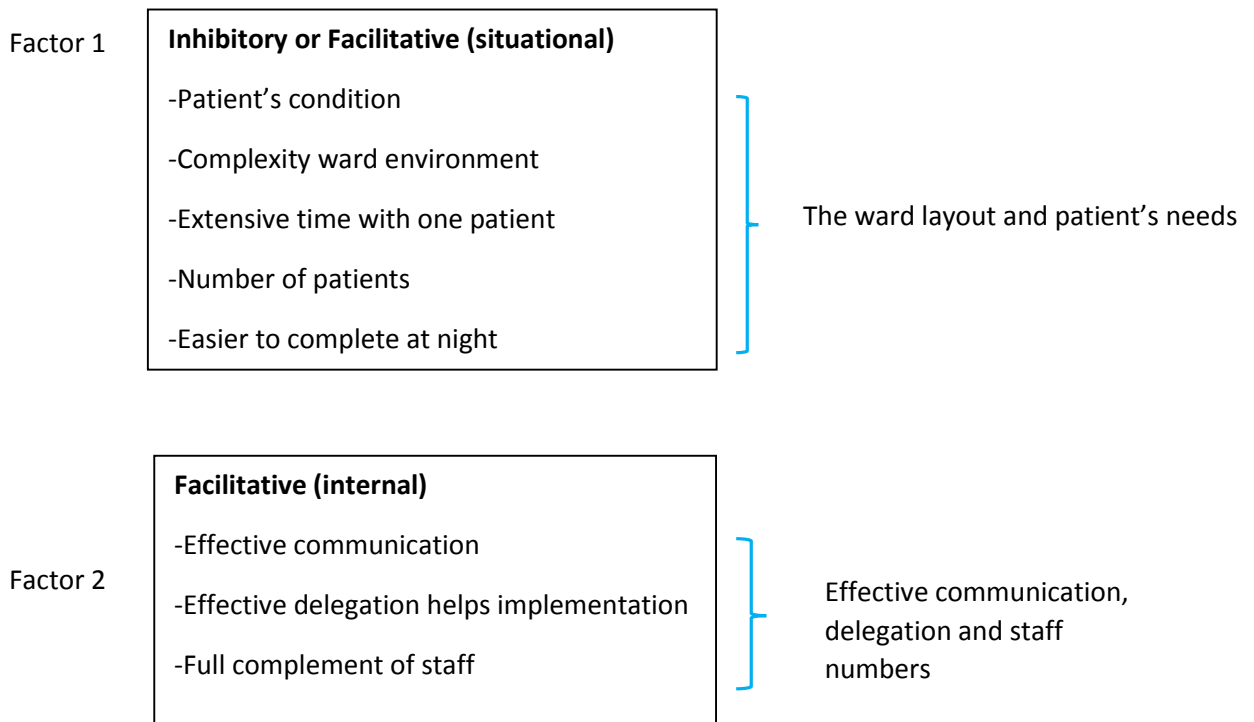 Factor 1
Inhibitory or Facilitative (situational)
-Patient’s condition
-Complexity ward environment
-Extensive time with one patient
-Number of patients
-Easier to complete at night
The ward layout and patient’s needs
Factor 2
Facilitative (internal)
-Effective communication
-Effective delegation helps implementation
-Full complement of staff
Effective communication,
delegation and staff
numbers